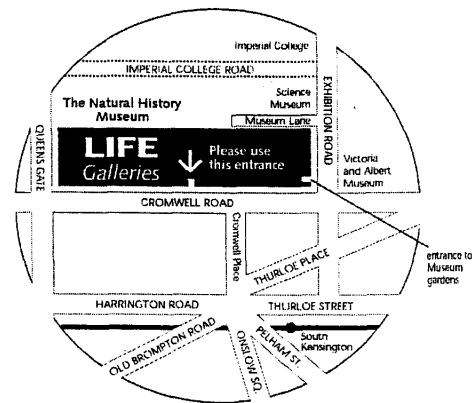 Imperial College
IMPERIAL COLLEGE ROAD
Science
Museum
Museum Lane
The Natural History
Museum
EXHIBITION ROAD
QUEENS GATE
LIFE
Galleries
Please use
this entrance
Victoria
and Albert
Museum
CROMWELL ROAD
Cromwell Place
entrance to
Museum
gardens
THURLOE PLACE
HARRINGTON ROAD
THURLOE STREET
OLD BROMPTON ROAD
ONSLOW SQ.
PELHAM ST.
South
Kensington